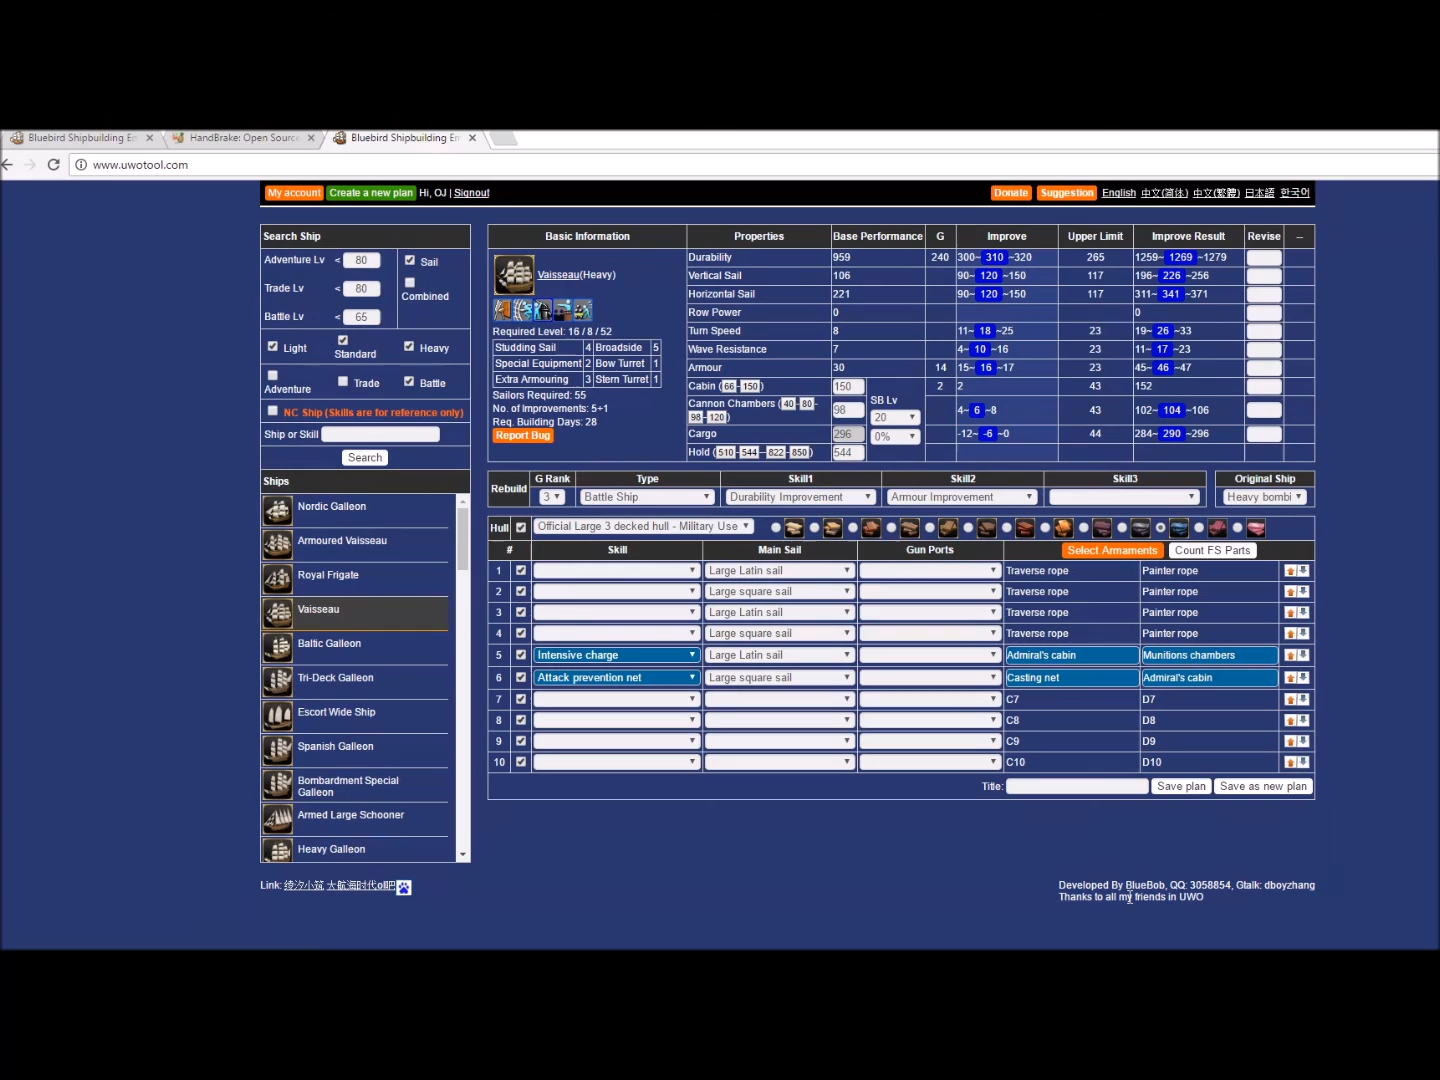 Bluebird Shipbuilding En
HandBrake: Open Source
Bluebird Shipbuilding En
www.uwotool.com
My account Create a new plan Hi, OJ | Signout
Donate Suggestion English 中文(简体) 中文(繁體) 日本語 한국어
Search Ship
Adventure Lv < 80
Trade Lv < 80
Battle Lv < 65
Sail
Combined
Light Standard Heavy
Adventure Trade Battle
NC Ship (Skills are for reference only)
Ship or Skill
Search
Ships
Nordic Galleon
Armoured Vaisseau
Royal Frigate
Vaisseau
Baltic Galleon
Tri-Deck Galleon
Escort Wide Ship
Spanish Galleon
Bombardment Special
Galleon
Armed Large Schooner
Heavy Galleon
Basic Information Properties Base Performance G Improve Upper Limit Improve Result Revise --
Vaisseau(Heavy)
Required Level: 16 / 8 / 52
Studding Sail 4 Broadside 5
Special Equipment 2 Bow Turret 1
Extra Armouring 3 Stern Turret 1
Sailors Required: 55
No. of Improvements: 5+1
Req. Building Days: 28
Report Bug
Durability 959 240 300~ 310 ~320 265 1259~ 1269 ~1279
Vertical Sail 106 90~ 120 ~150 117 196~ 226 ~256
Horizontal Sail 221 90~ 120 ~150 117 311~ 341 ~371
Row Power 0 0
Turn Speed 8 11~ 18 ~25 23 19~ 26 ~33
Wave Resistance 7 4~ 10 ~16 23 11~ 17 ~23
Armour 30 14 15~ 16 ~17 23 45~ 46 ~47
Cabin (66-150) 150 2 2 43 152
Cannon Chambers (40-80-
98-120) 98 4~ 6 ~8 43 102~ 104 ~106
SB Lv
20
Cargo 296 0% -12~ -6 ~0 44 284~ 290 ~296
Hold (510-544--822-850) 544
Rebuild G Rank Type Skill1 Skill2 Skill3 Original Ship
3 Battle Ship Durability Improvement Armour Improvement Heavy bombi
Hull Official Large 3 decked hull - Military Use
# Skill Main Sail Gun Ports Select Armaments Count FS Parts
1 Large Latin sail Traverse rope Painter rope
2 Large square sail Traverse rope Painter rope
3 Large Latin sail Traverse rope Painter rope
4 Large square sail Traverse rope Painter rope
5 Intensive charge Large Latin sail Admiral's cabin Munitions chambers
6 Attack prevention net Large square sail Casting net Admiral's cabin
7 C7 D7
8 C8 D8
9 C9 D9
10 C10 D10
Title: Save plan Save as new plan
Link: 大航海时代ol吧
Developed By BlueBob, QQ: 3058854, Gtalk: dboyzhang
Thanks to all my friends in UWO